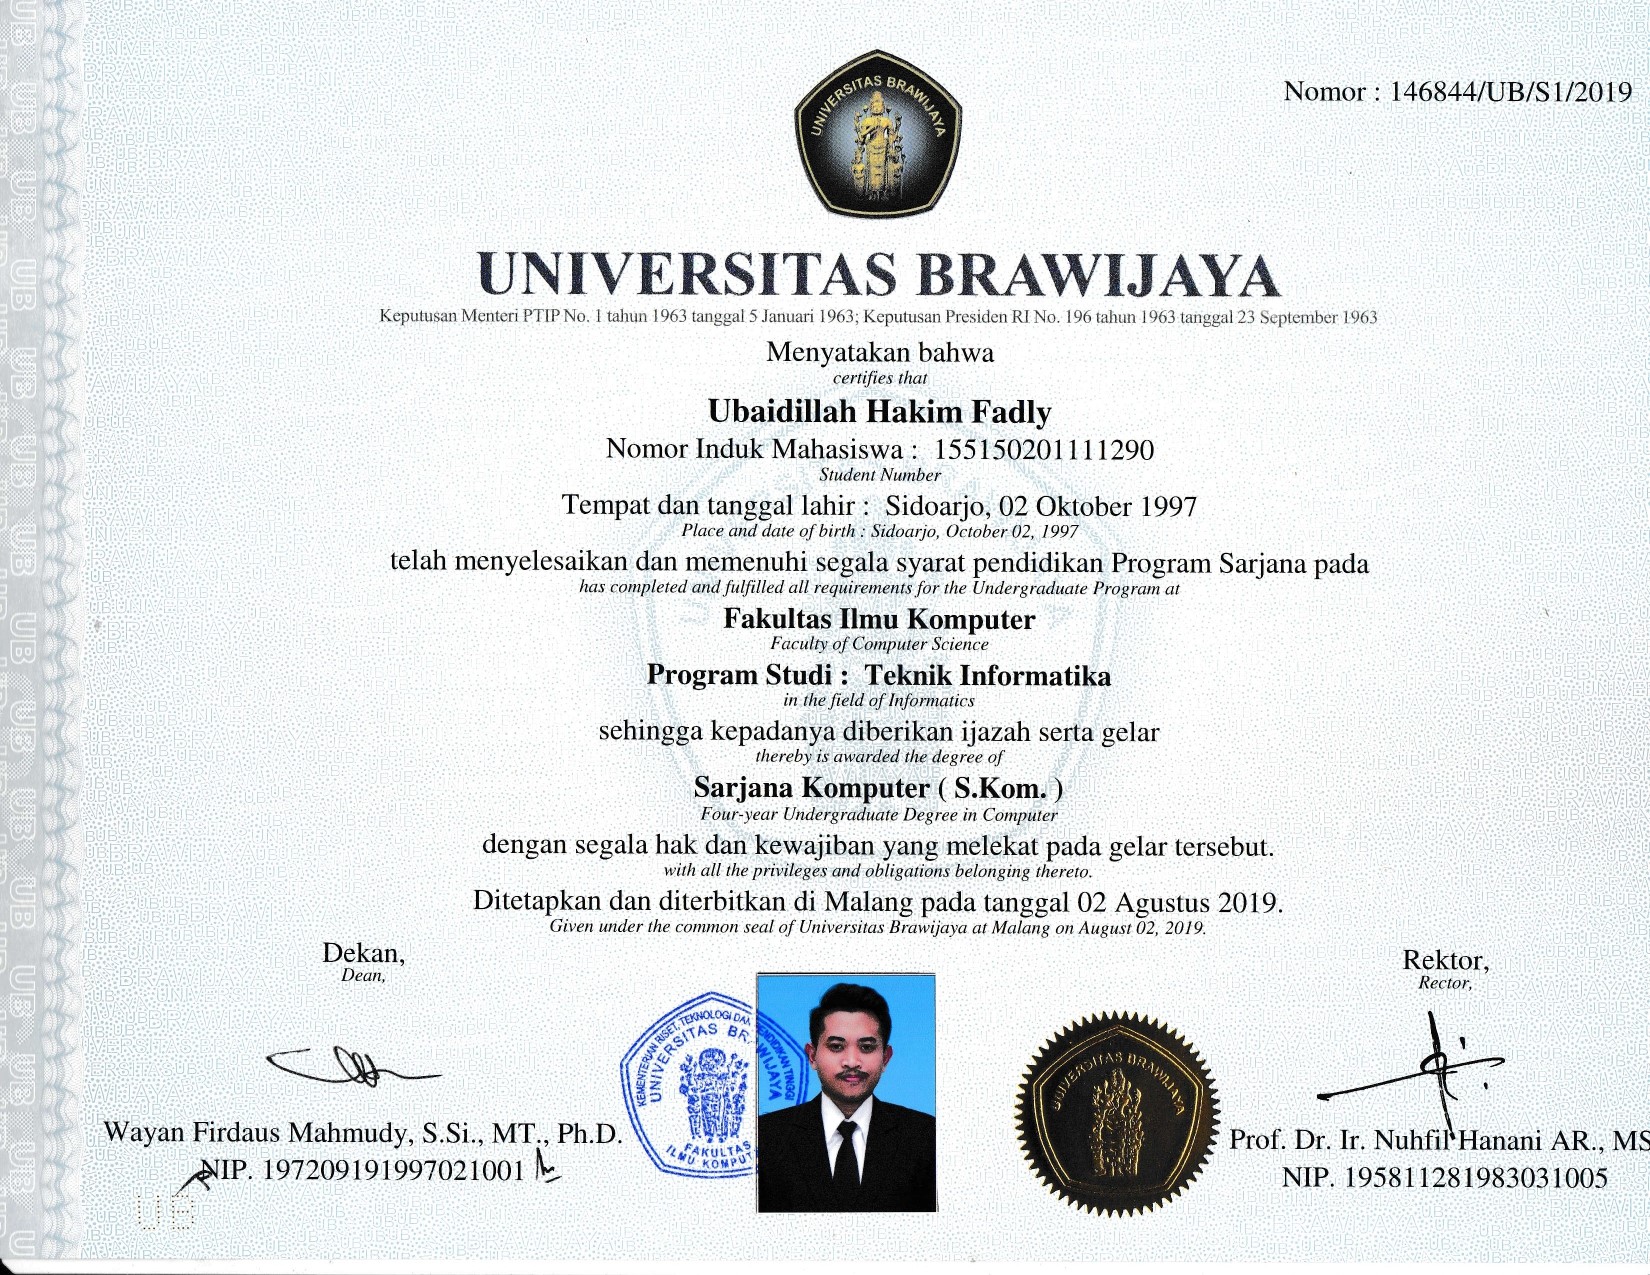 UNIVERSITAS BRAWIJAYA
Nomor : 146844/UB/S1/2019
UNIVERSITAS BRAWIJAYA
Keputusan Menteri PTIP No. 1 tahun 1963 tanggal 5 Januari 1963; Keputusan Presiden RI No. 196 tahun 1963 tanggal 23 September 1963
Menyatakan bahwa
certifies that
Ubaidillah Hakim Fadly
Nomor Induk Mahasiswa : 155150201111290
Student Number
Tempat dan tanggal lahir : Sidoarjo, 02 Oktober 1997
Place and date of birth : Sidoarjo, October 02, 1997
telah menyelesaikan dan memenuhi segala syarat pendidikan Program Sarjana pada
has completed and fulfilled all requirements for the Undergraduate Program at
Fakultas Ilmu Komputer
Faculty of Computer Science
Program Studi : Teknik Informatika
in the field of Informatics
sehingga kepadanya diberikan ijazah serta gelar
thereby is awarded the degree of
Sarjana Komputer ( S.Kom. )
Four-year Undergraduate Degree in Computer
dengan segala hak dan kewajiban yang melekat pada gelar tersebut.
with all the privileges and obligations belonging thereto.
Ditetapkan dan diterbitkan di Malang pada tanggal 02 Agustus 2019.
Given under the common seal of Universitas Brawijaya at Malang on August 02, 2019.
Dekan,
Dean,
Wayan Firdaus Mahmudy, S.Si., MT., Ph.D.
NIP. 197209191997021001
UB
KEMENTERIAN RISET, TEKNOLOGI DAN PENDIDIKAN TINGGI
UNIVERSITAS BRAWIJAYA
FAKULTAS
ILMU KOMPUT
UNIVERSITAS BRAWIJAYA
Rektor,
Rector,
Prof. Dr. Ir. Nuhfil Hanani AR., MS
NIP. 195811281983031005